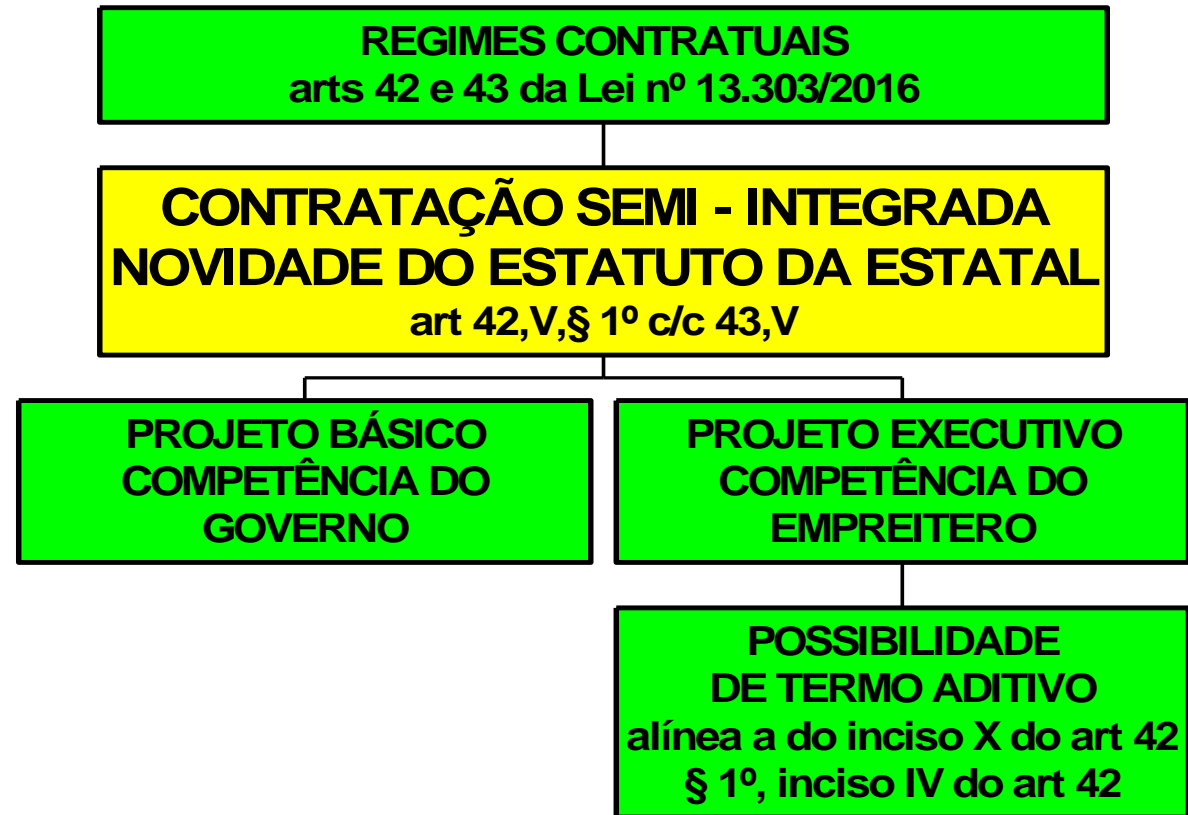 REGIMES CONTRATUAIS
arts 42 e 43 da Lei nº 13.303/2016
CONTRATAÇÃO SEMI - INTEGRADA
NOVIDADE DO ESTATUTO DA ESTATAL
art 42,V,§ 1º c/c 43,V
PROJETO BÁSICO
COMPETÊNCIA DO
GOVERNO
PROJETO EXECUTIVO
COMPETÊNCIA DO
EMPREITERO
POSSIBILIDADE
DE TERMO ADITIVO
alínea a do inciso X do art 42
§ 1º, inciso IV do art 42